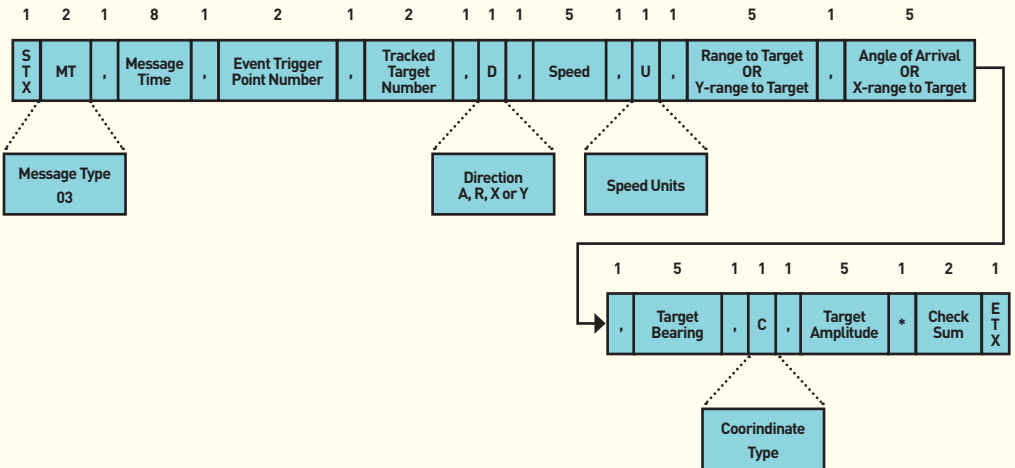 1 2 1 8 1 2 1 2 1 1 1 5 1 1 1 5 1 5
STX
MT
,
Message
Time
,
Event Trigger
Point Number
,
Tracked
Target
Number
,
D
,
Speed
,
U
,
Range to Target
OR
Y-range to Target
,
Angle of Arrival
OR
X-range to Target
Message Type
03
Direction
A, R, X or Y
Speed Units
1 5 1 1 1 5 1 2 1
,
Target
Bearing
,
C
,
Target
Amplitude
*
Check
Sum
ETX
Coorindinate
Type